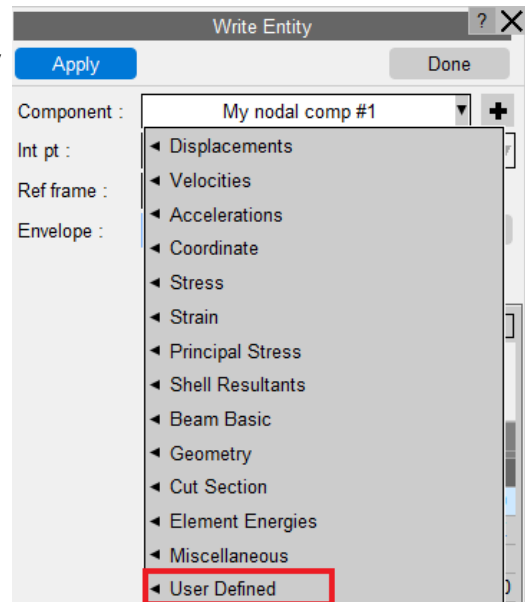 Write Entity
?
Apply
Done
Component :
My nodal comp #1
Int pt :
Displacements
Ref frame :
Velocities
Accelerations
Envelope :
Coordinate
Stress
Strain
Principal Stress
Shell Resultants
Beam Basic
Geometry
Cut Section
Element Energies
Miscellaneous
User Defined